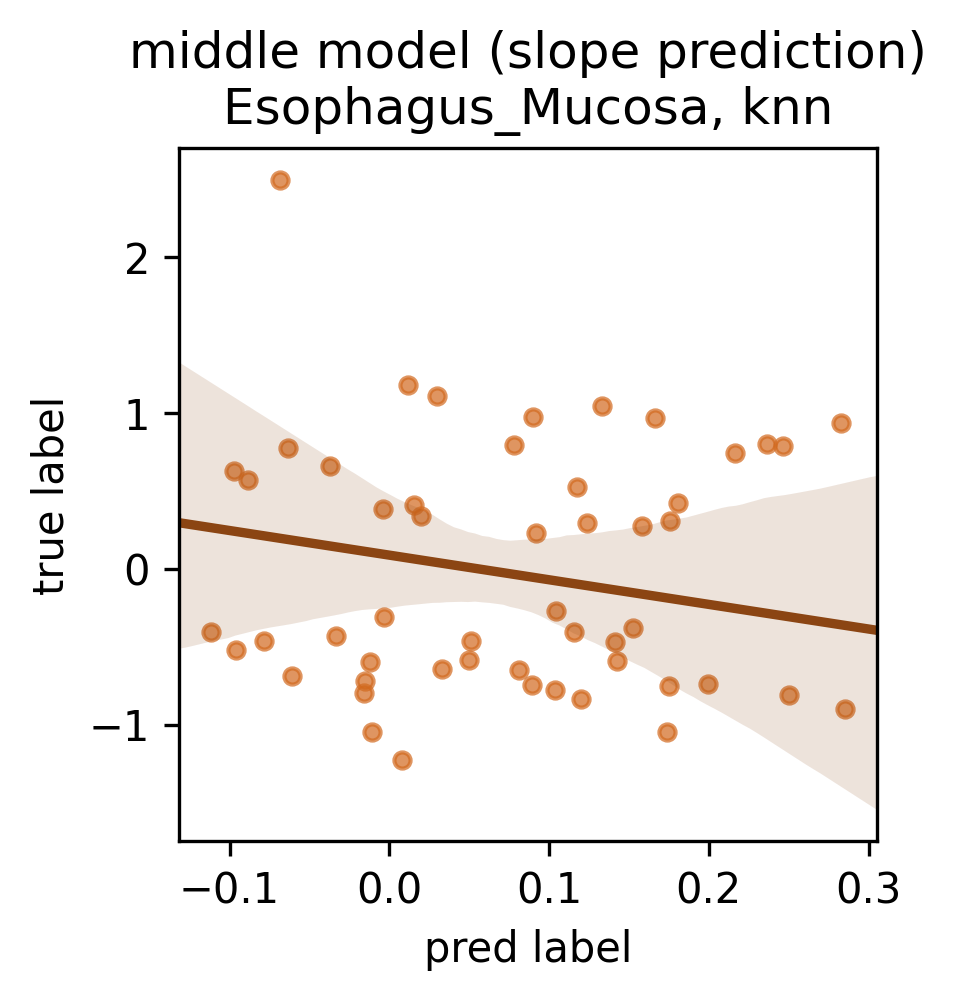 middle model (slope prediction)
Esophagus_Mucosa, knn
2
1
0
−1
true label
−0.1 0.0 0.1 0.2 0.3
pred label